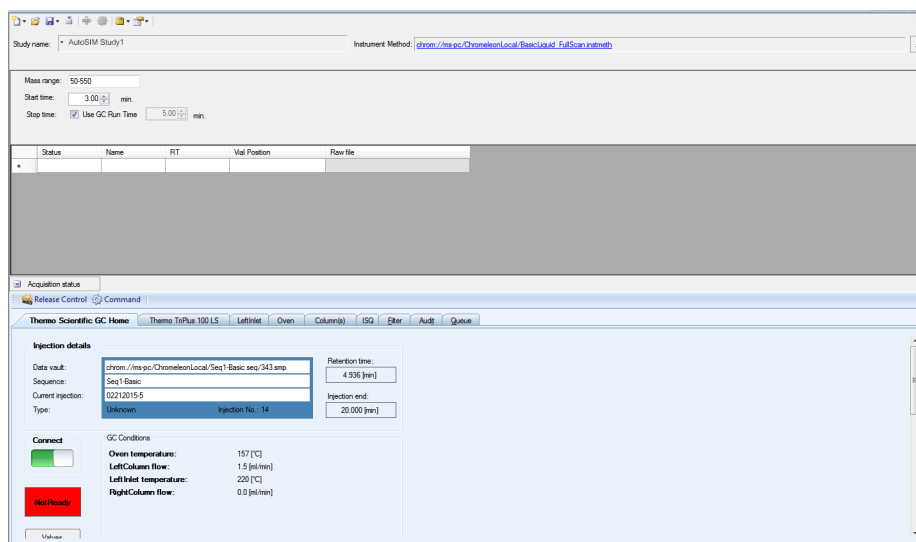 Study name: * AutoSIM Study1 Instrument Method: chrom://ms-pc/ChromeleonLocal/BasicLiquid_FullScan.instmeth
Mass range: 50-550
Start time: 3.00 min.
Stop time: Use GC Run Time 5.00 min.
Status Name RT Vial Position Raw file
*
Acquisition status
Release Control Command
Thermo Scientific GC Home Thermo TriPlus 100 LS LeftInlet Oven Column(s) ISQ Filter Audit Queue
Injection details
Data vault: chrom://ms-pc/ChromeleonLocal/Seq1-Basic.seq/343.smp
Retention time:
4.936 [min]
Sequence: Seq1-Basic
Current injection: 02212015-5
Injection end:
Type: Unknown Injection No.: 14
20.000 [min]
Connect
GC Conditions
Oven temperature: 157 [°C]
LeftColumn flow: 1.5 [ml/min]
LeftInlet temperature: 220 [°C]
RightColumn flow: 0.0 [ml/min]
NotReady
Valves